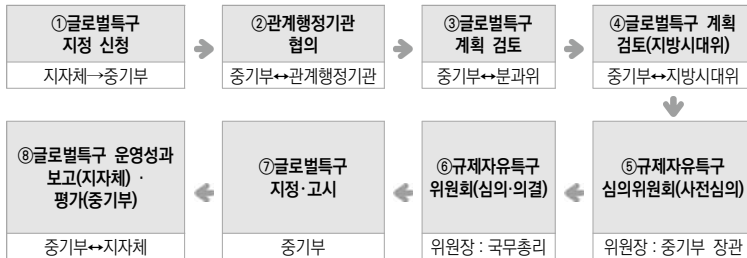 ①글로벌특구
지정 신청
지자체→중기부
②관계행정기관
협의
중기부↔관계행정기관
③글로벌특구
계획 검토
중기부↔분과위
④글로벌특구 계획
검토(지방시대위)
중기부↔지방시대위
⑤규제자유특구
심의위원회(사전심의)
위원장 : 중기부 장관
⑥규제자유특구
위원회(심의·의결)
위원장 : 국무총리
⑦글로벌특구
지정·고시
중기부
⑧글로벌특구 운영성과
보고(지자체) ·
평가(중기부)
중기부↔지자체